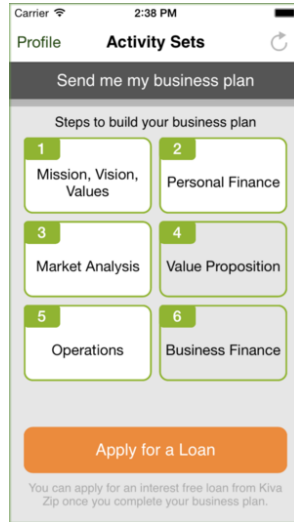 Carrier 2:38 PM
Profile Activity Sets
Send me my business plan
Steps to build your business plan
1
Mission, Vision,
Values
2
Personal Finance
3
Market Analysis
4
Value Proposition
5
Operations
6
Business Finance
Apply for a Loan
You can apply for an interest free loan from Kiva
Zip once you complete your business plan.